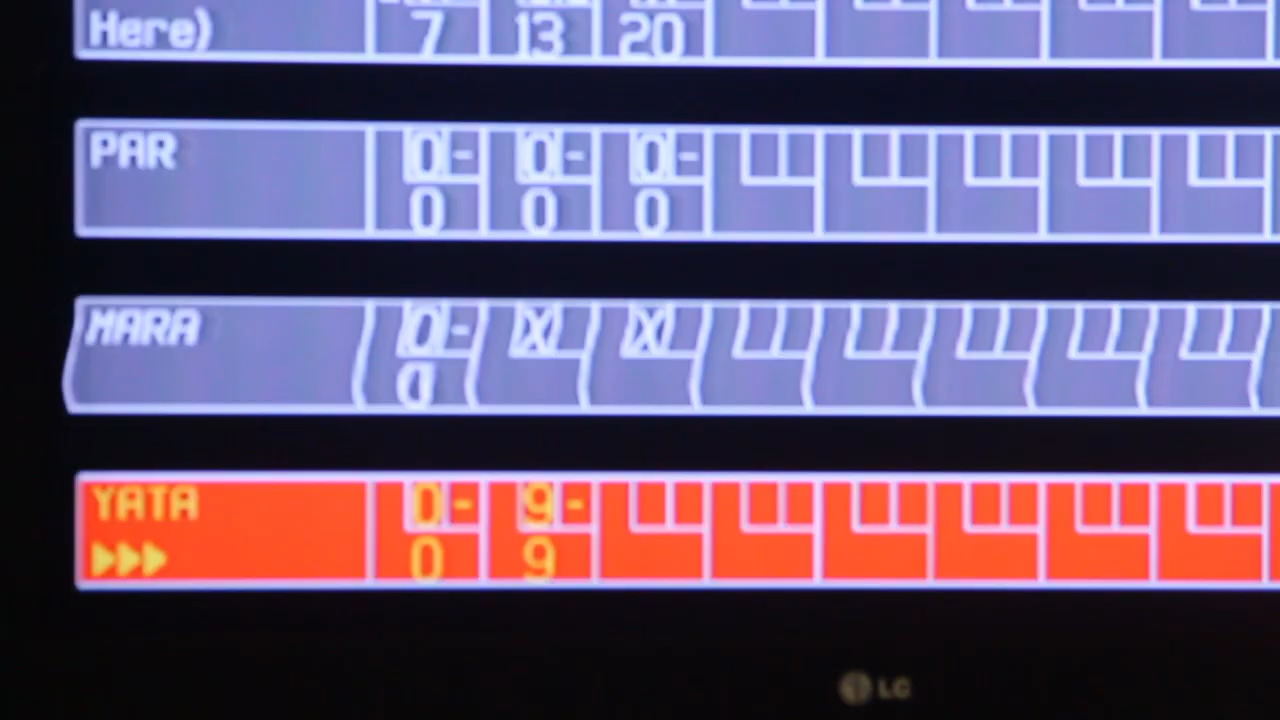 Here) 7 13 20
PAR 0 - 0 - 0 -
0 0 0
MARA 0 - X X
0
YATA 0 - 9 -
0 9
LG